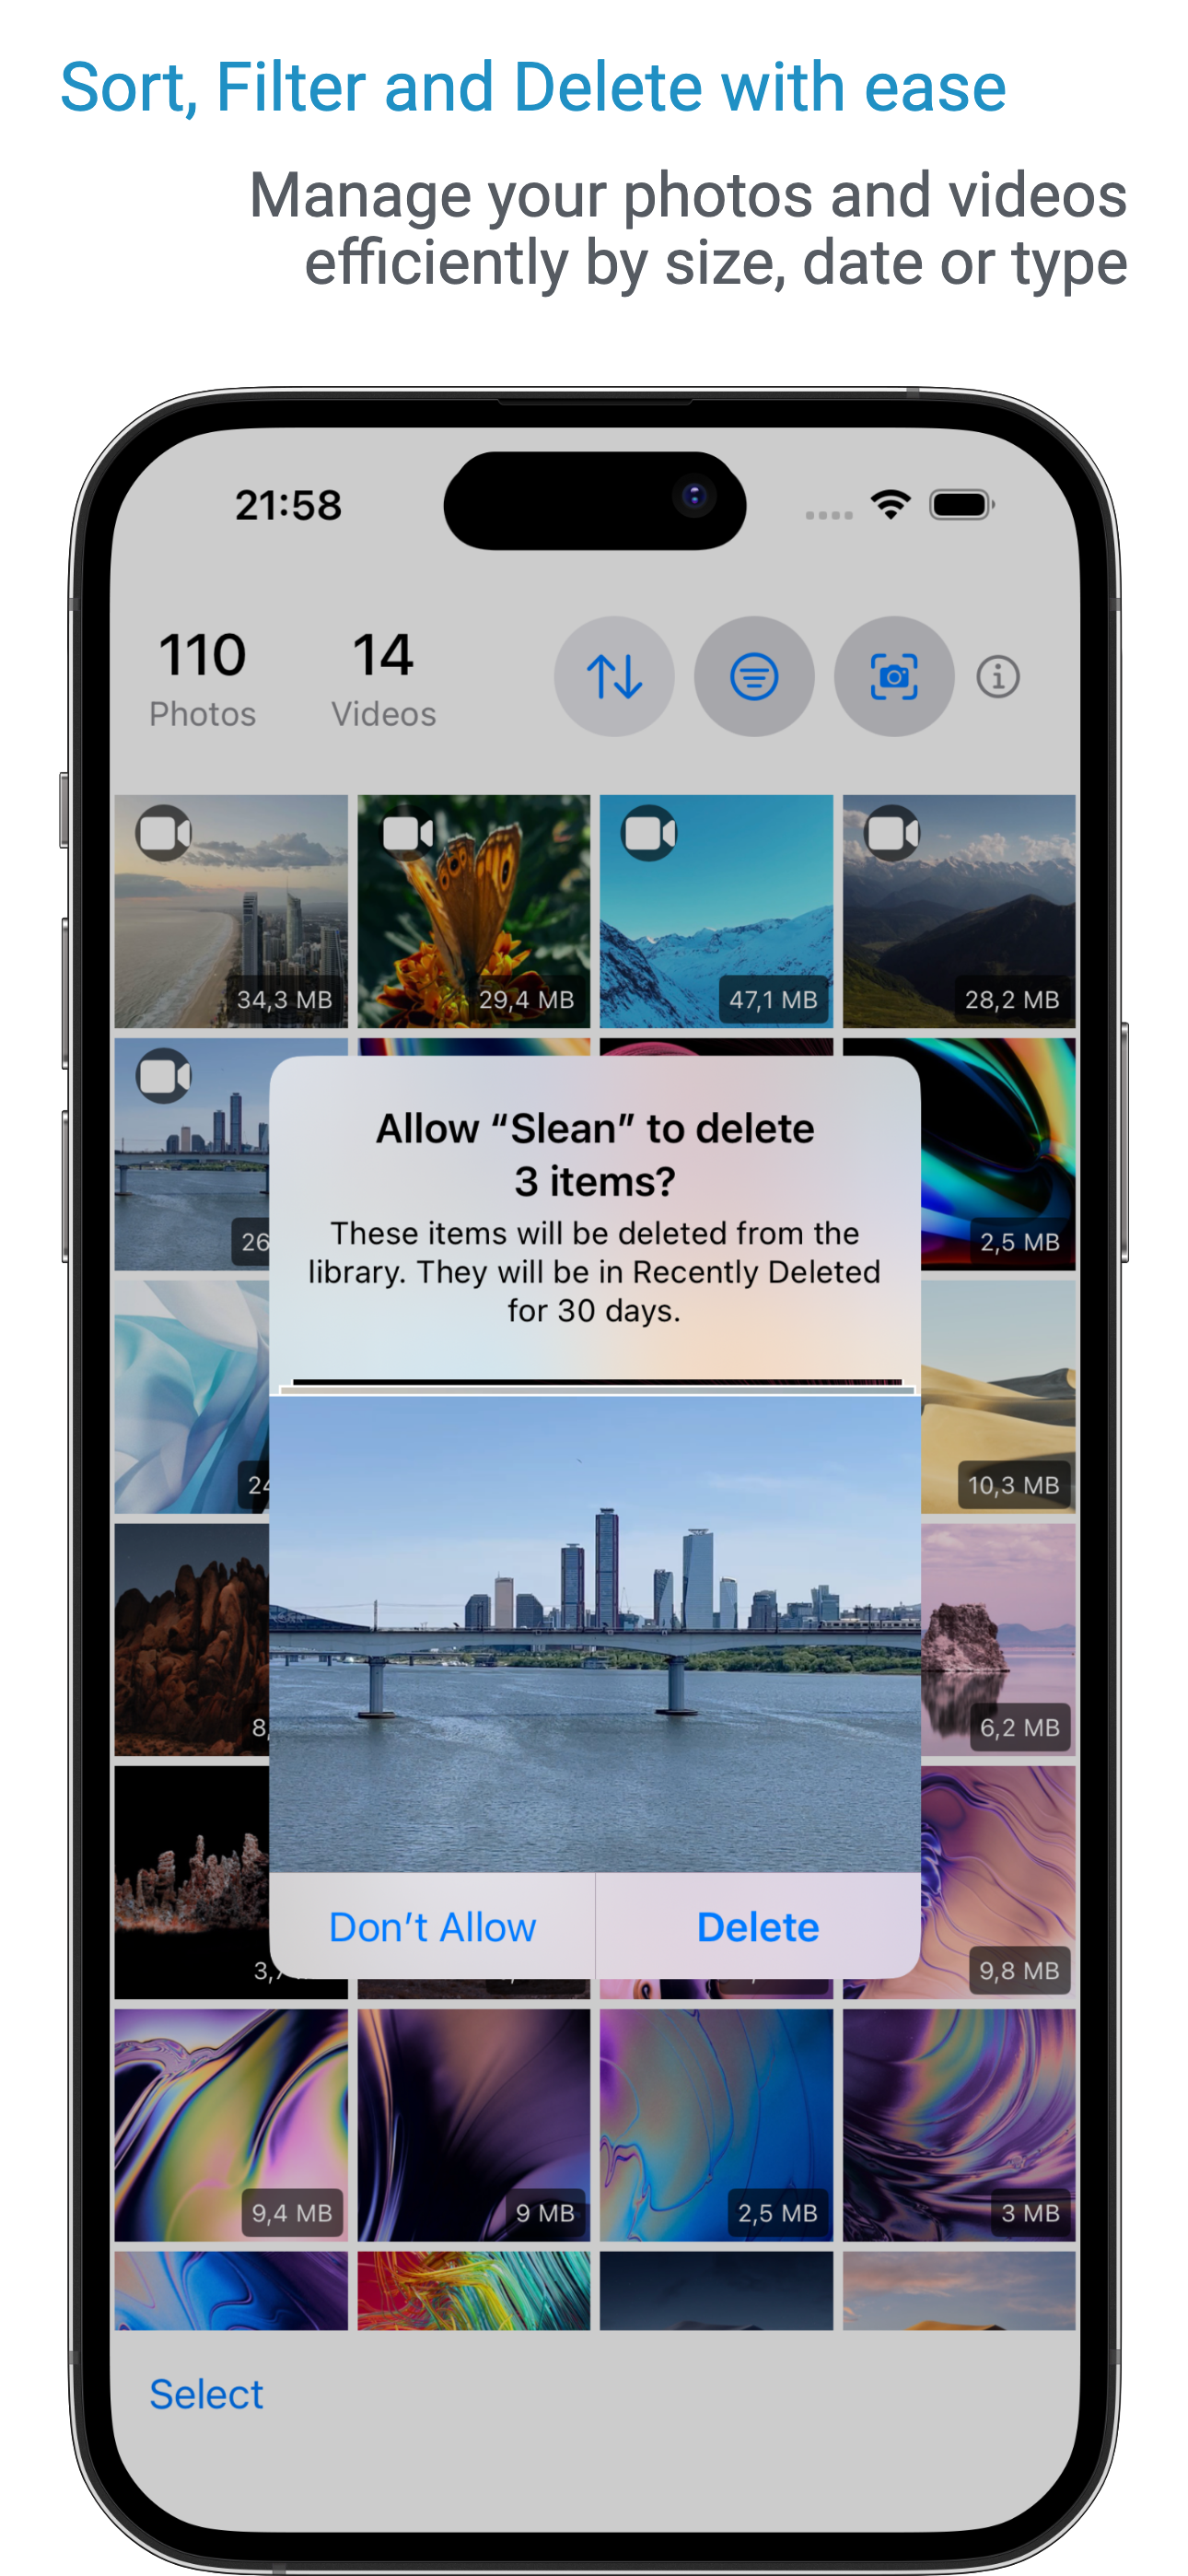 Sort, Filter and Delete with ease
Manage your photos and videos
efficiently by size, date or type
21:58
110
Photos
14
Videos
34,3 MB
29,4 MB
47,1 MB
28,2 MB
26
2,5 MB
Allow “Slean” to delete
3 items?
These items will be deleted from the
library. They will be in Recently Deleted
for 30 days.
24
10,3 MB
8,
6,2 MB
Don’t Allow
Delete
3,7
9,8 MB
9,4 MB
9 MB
2,5 MB
3 MB
Select